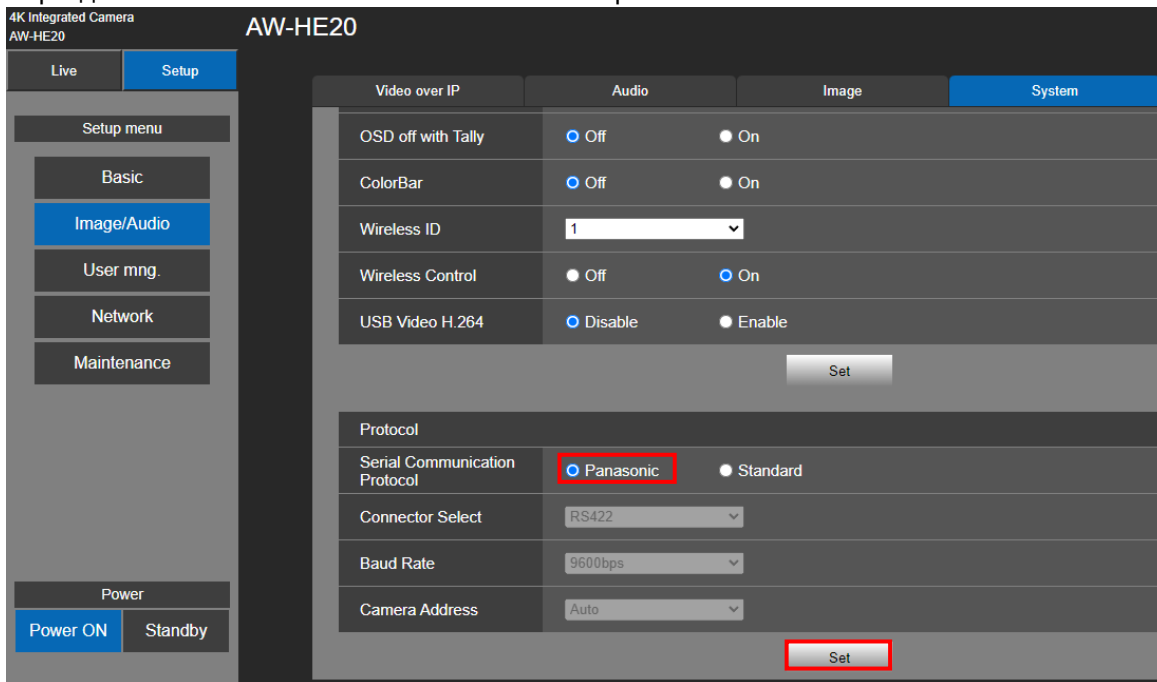 4K Integrated Camera
AW-HE20
AW-HE20
Live Setup
Video over IP Audio Image System
Setup menu
Basic
Image/Audio
User mng.
Network
Maintenance
OSD off with Tally Off On
ColorBar Off On
Wireless ID 1
Wireless Control Off On
USB Video H.264 Disable Enable
Set
Protocol
Serial Communication
Protocol
Panasonic Standard
Connector Select RS422
Baud Rate 9600bps
Camera Address Auto
Set
Power
Power ON Standby